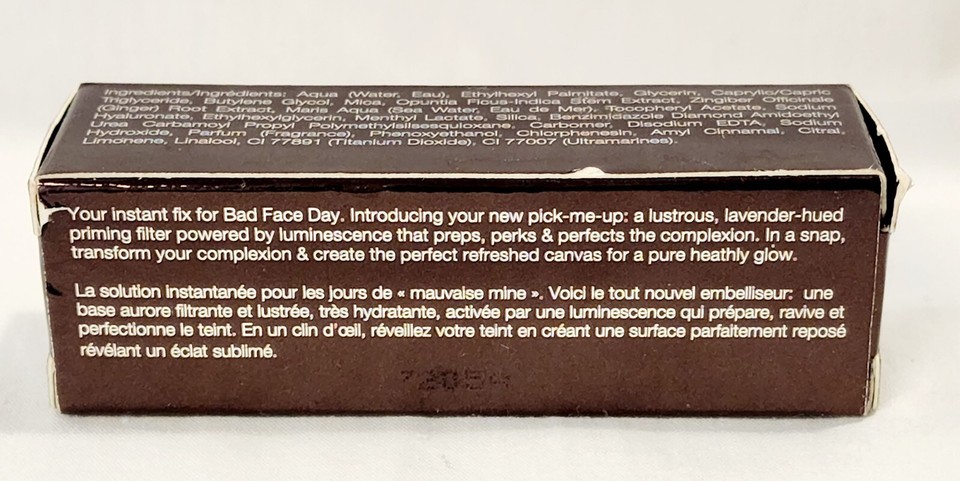 Ingredients/Ingrédients: Aqua (Water, Eau), Ethylhexyl Palmitate, Glycerin, Caprylic/Capric
Triglyceride, Butylene Glycol, Mica, Opuntia Ficus-Indica Stem Extract, Zingiber Officinale
(Ginger) Root Extract, Maris Aqua (Sea Water, Eau de Mer), Tocopheryl Acetate, Sodium
Hyaluronate, Ethylhexylglycerin, Menthyl Lactate, Silica, Benzimidazole Diamond Amidoethyl
Urea Carbamoyl Propyl Polymethylsilsesquioxane, Carbomer, Disodium EDTA, Sodium
Hydroxide, Parfum (Fragrance), Phenoxyethanol, Chlorphenesin, Amyl Cinnamal, Citral,
Limonene, Linalool, CI 77891 (Titanium Dioxide), CI 77007 (Ultramarines).
Your instant fix for Bad Face Day. Introducing your new pick-me-up: a lustrous, lavender-hued
priming filter powered by luminescence that preps, perks & perfects the complexion. In a snap,
transform your complexion & create the perfect refreshed canvas for a pure heathly glow.
La solution instantanée pour les jours de « mauvaise mine ». Voici le tout nouvel embelliseur: une
base aurore filtrante et lustrée, très hydratante, activée par une luminescence qui prépare, ravive et
perfectionne le teint. En un clin d'œil, réveillez votre teint en créant une surface parfaitement reposé
révélant un éclat sublimé.